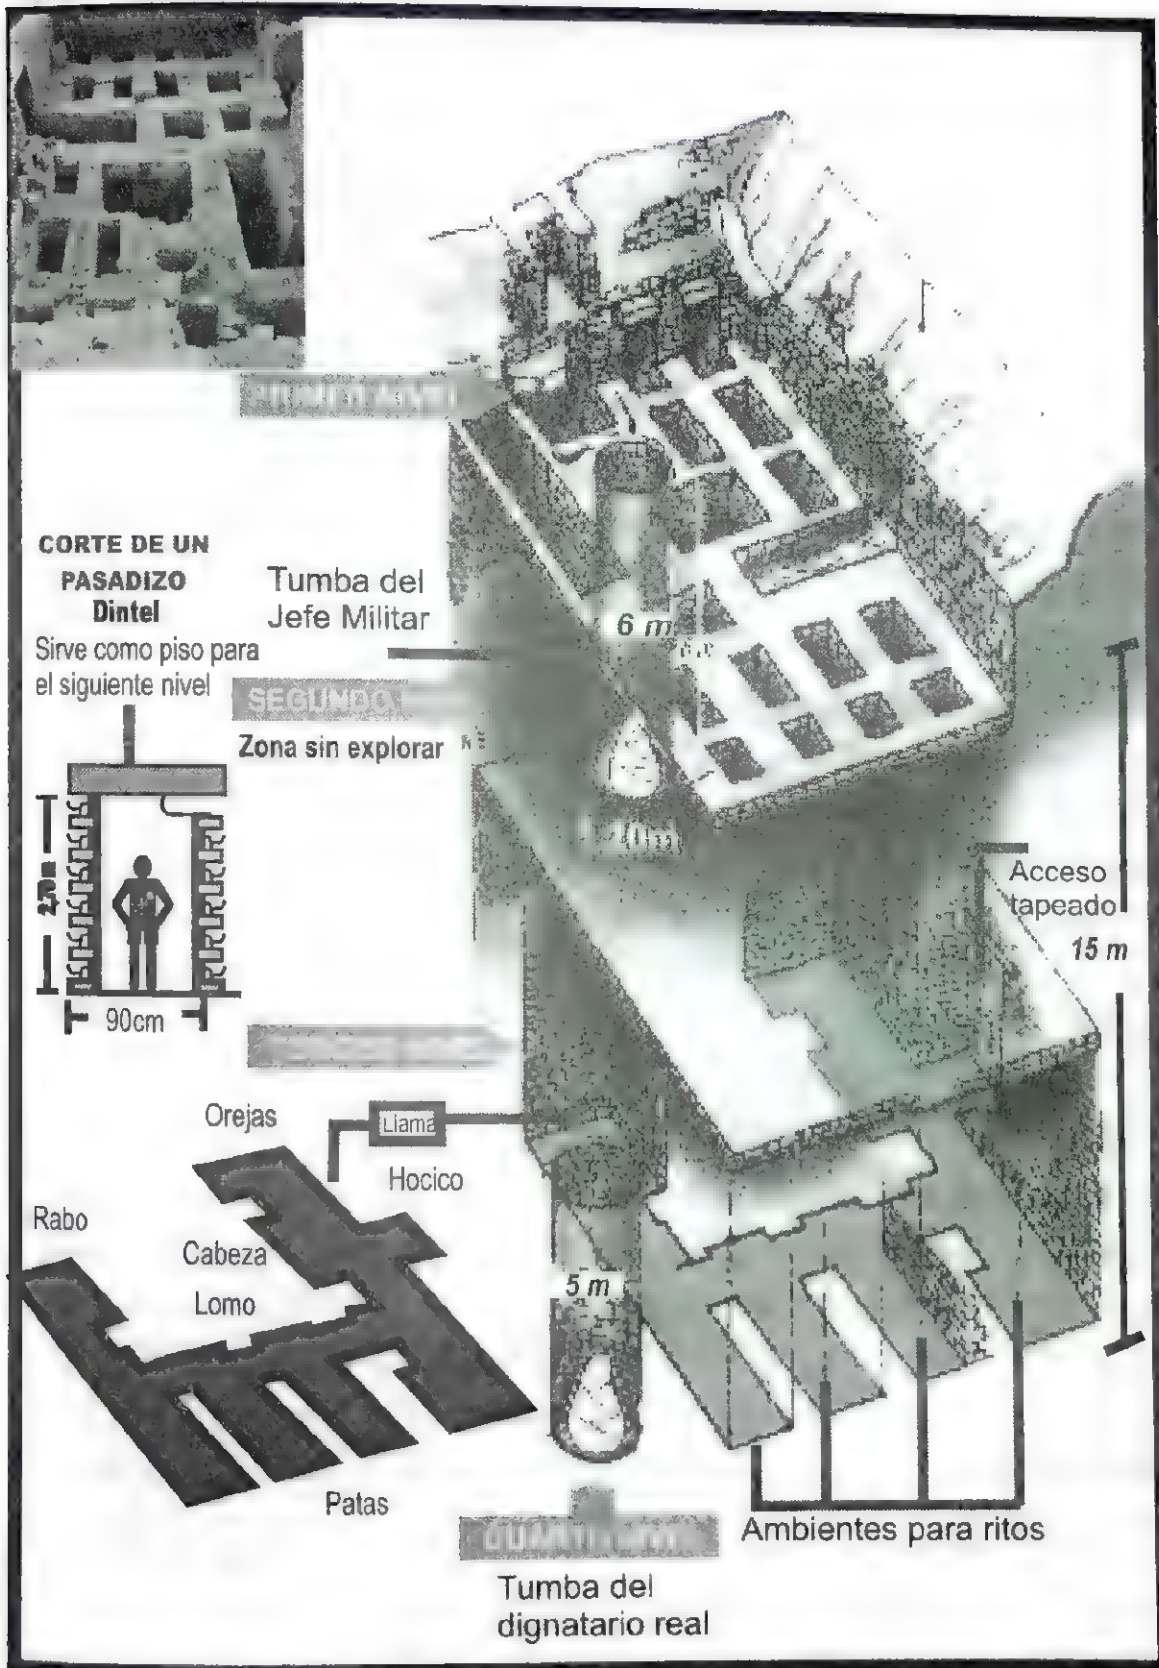 CORTE DE UN
PASADIZO
Dintel
Sirve como piso para
el siguiente nivel
Tumba del
Jefe Militar
6 m
SEGUNDO
Zona sin explorar
90cm
Acceso
tapeado
15 m
Orejas
Llama
Hocico
Rabo
Cabeza
Lomo
Patas
5 m
Ambientes para ritos
Tumba del
dignatario real